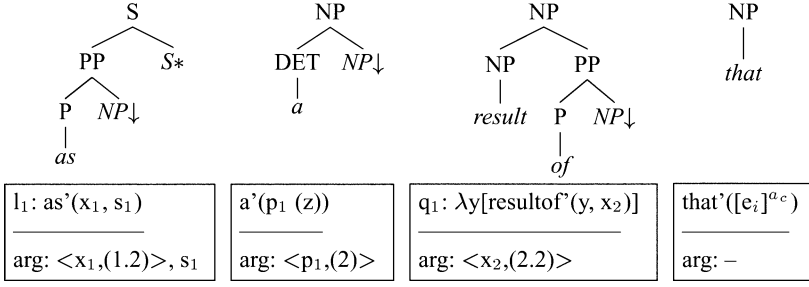 S NP NP NP
PP S* DET NP↓ NP PP that
P NP↓ a result P NP↓
as of
l₁: as’(x₁, s₁) a’(p₁ (z)) q₁: λy[resultof’(y, x₂)] that’([eᵢ]^{a_c})
arg: <x₁,(1.2)>, s₁ arg: <p₁,(2)> arg: <x₂,(2.2)> arg: –